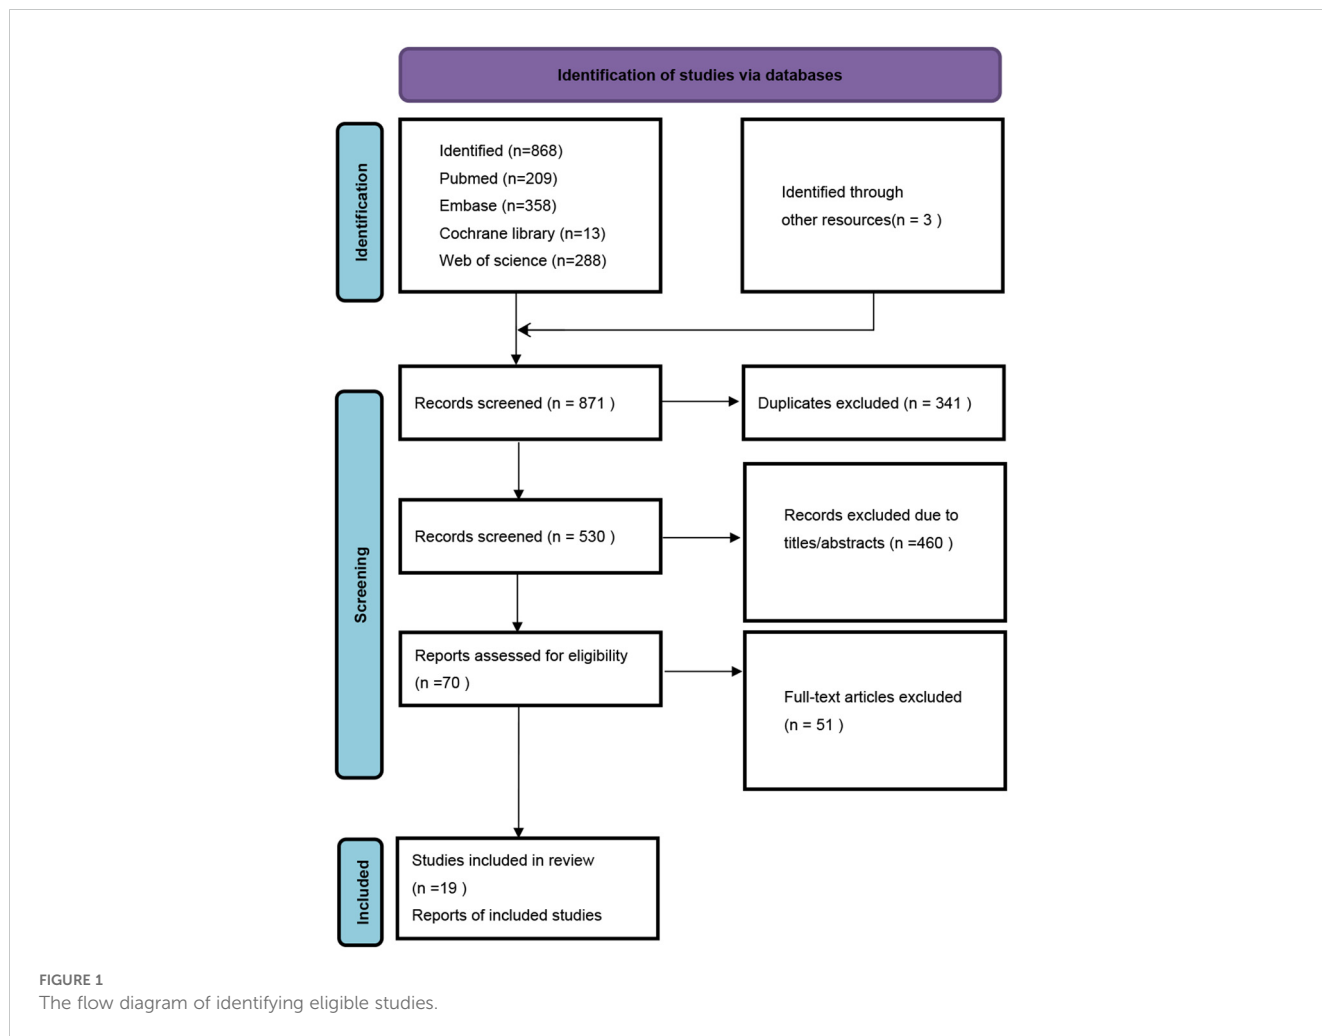 Identification of studies via databases
Identification
Identified (n=868)
Pubmed (n=209)
Embase (n=358)
Cochrane library (n=13)
Web of science (n=288)
Identified through
other resources(n = 3 )
Screening
Records screened (n = 871 )
Duplicates excluded (n = 341 )
Records screened (n = 530 )
Records excluded due to
titles/abstracts (n =460 )
Reports assessed for eligibility
(n =70 )
Full-text articles excluded
(n = 51 )
Included
Studies included in review
(n =19 )
Reports of included studies
FIGURE 1
The flow diagram of identifying eligible studies.